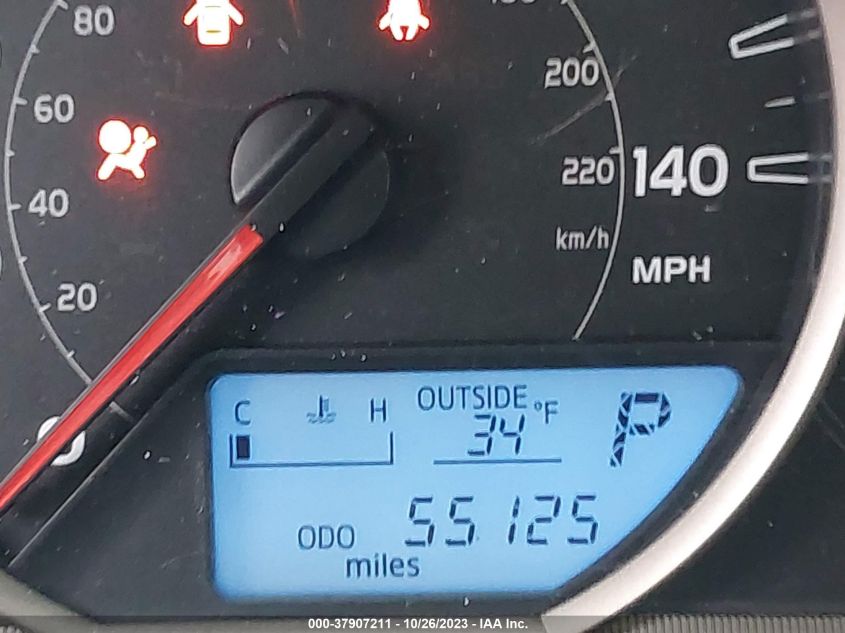 80
60
40
20
0
200
220
km/h
140
MPH
C H
OUTSIDE
34 °F
P
ODO 55125
miles
000-37907211 - 10/26/2023 - IAA Inc.